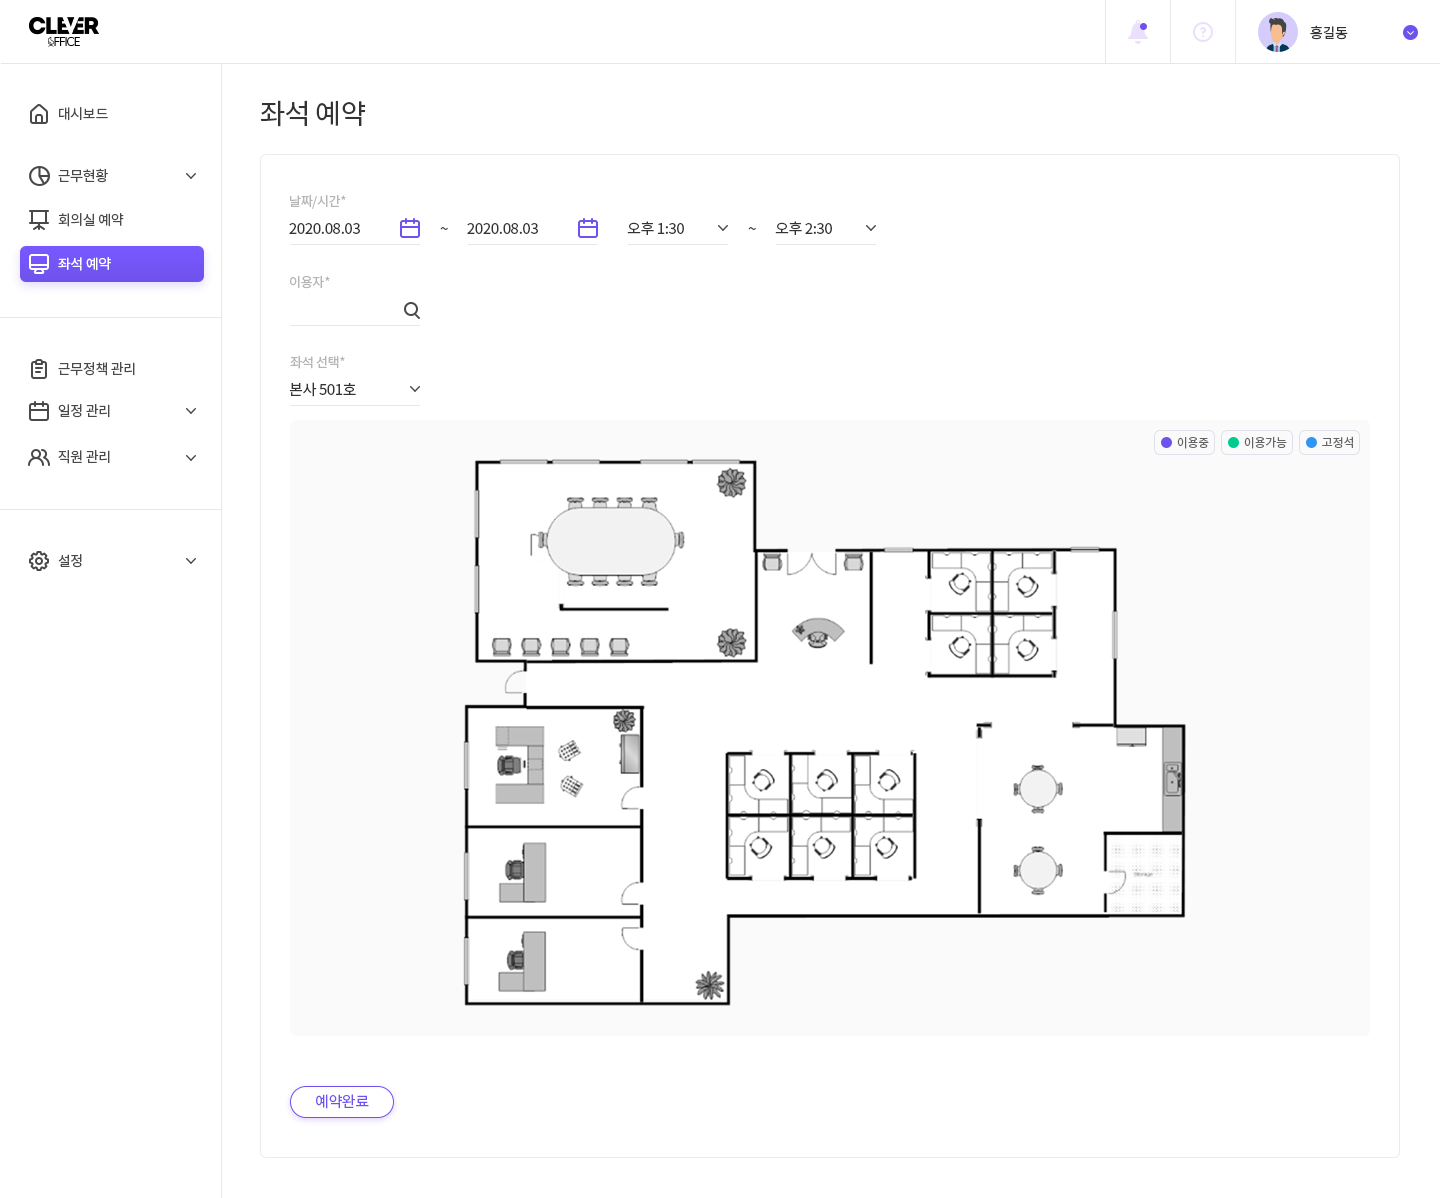 CLEVER
OFFICE
홍길동
대시보드
근무현황
회의실 예약
좌석 예약
근무정책 관리
일정 관리
직원 관리
설정
좌석 예약
날짜/시간*
2020.08.03 ~ 2020.08.03 오후 1:30 ~ 오후 2:30
이용자*
좌석 선택*
본사 501호
이용중 이용가능 고정석
Storage
예약완료